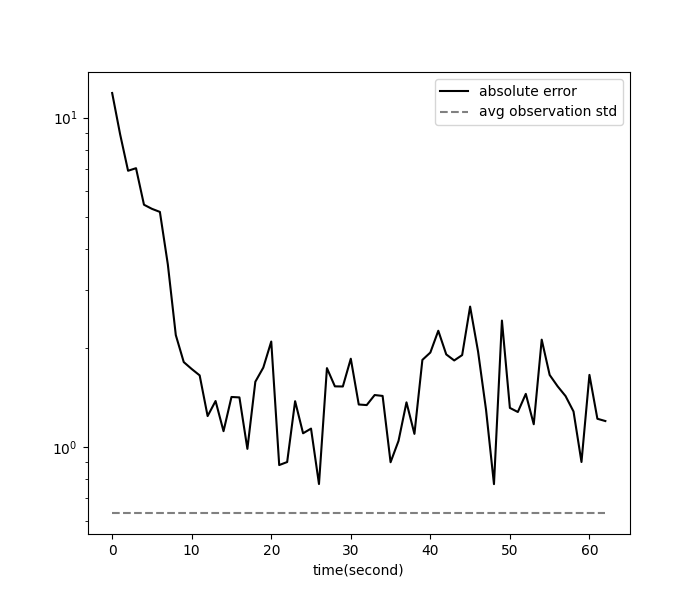 absolute error
avg observation std
10¹
10⁰
0 10 20 30 40 50 60
time(second)